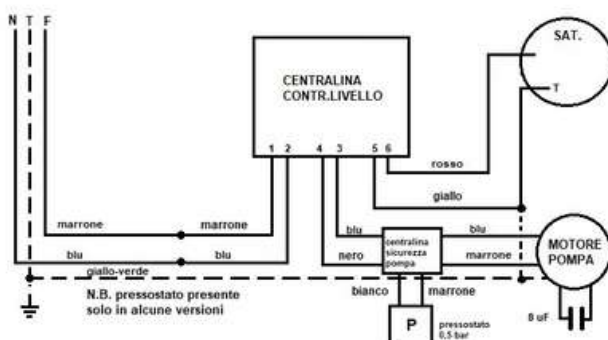 N T F
SAT.
T
CENTRALINA
CONTR.LIVELLO
1 2 4 3 5 6
rosso
giallo
marrone marrone
blu blu
giallo-verde
blu
nero
centralina
sicurezza
pompa
blu
marrone
MOTORE
POMPA
bianco marrone
N.B. pressostato presente
solo in alcune versioni
P
pressostato
0,5 bar
8 uF